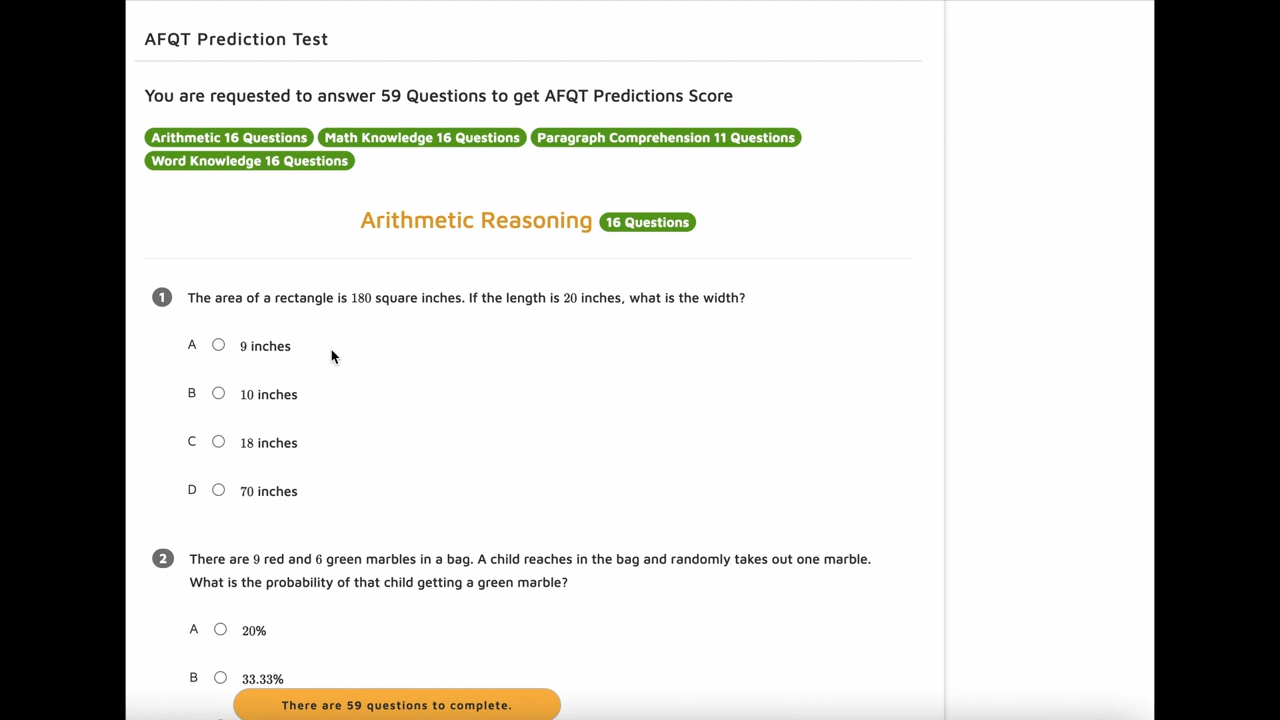 AFQT Prediction Test
You are requested to answer 59 Questions to get AFQT Predictions Score
Arithmetic 16 Questions Math Knowledge 16 Questions Paragraph Comprehension 11 Questions
Word Knowledge 16 Questions
Arithmetic Reasoning 16 Questions
1 The area of a rectangle is 180 square inches. If the length is 20 inches, what is the width?
A 9 inches
B 10 inches
C 18 inches
D 70 inches
2 There are 9 red and 6 green marbles in a bag. A child reaches in the bag and randomly takes out one marble.
What is the probability of that child getting a green marble?
A 20%
B 33.33%
There are 59 questions to complete.